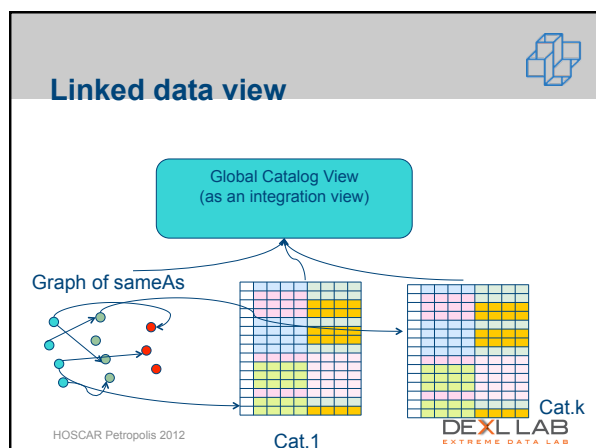 Linked data view
Global Catalog View
(as an integration view)
Graph of sameAs
Cat.k
HOSCAR Petropolis 2012
Cat.1
DEXL LAB
EXTREME DATA LAB